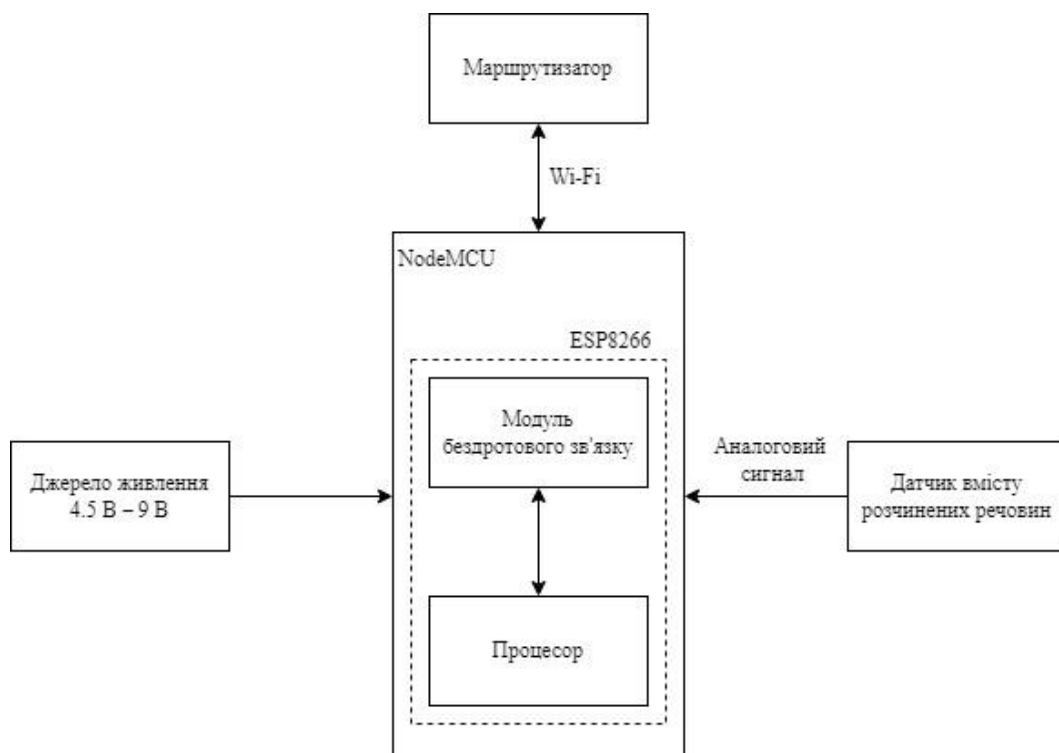 Маршрутизатор
Wi-Fi
NodeMCU
ESP8266
Модуль
бездротового зв'язку
Джерело живлення
4.5 В – 9 В
Аналоговий
сигнал
Датчик вмісту
розчинених речовин
Процесор